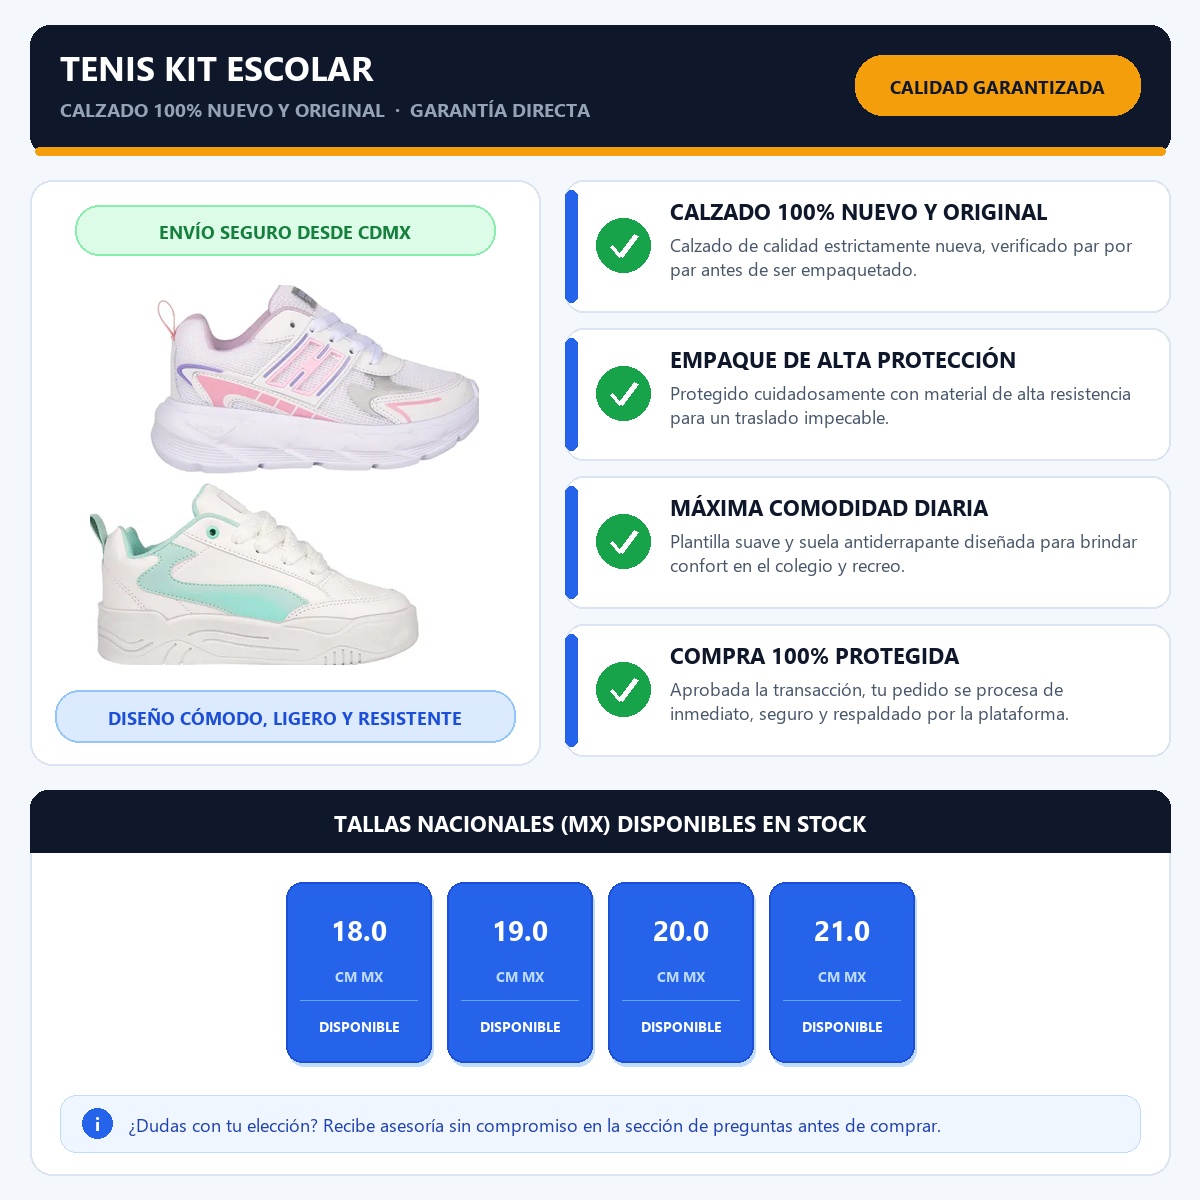 TENIS KIT ESCOLAR
CALZADO 100% NUEVO Y ORIGINAL · GARANTÍA DIRECTA
CALIDAD GARANTIZADA
ENVÍO SEGURO DESDE CDMX
H
DISEÑO CÓMODO, LIGERO Y RESISTENTE
CALZADO 100% NUEVO Y ORIGINAL
Calzado de calidad estrictamente nueva, verificado par por
par antes de ser empaquetado.
EMPAQUE DE ALTA PROTECCIÓN
Protegido cuidadosamente con material de alta resistencia
para un traslado impecable.
MÁXIMA COMODIDAD DIARIA
Plantilla suave y suela antiderrapante diseñada para brindar
confort en el colegio y recreo.
COMPRA 100% PROTEGIDA
Aprobada la transacción, tu pedido se procesa de
inmediato, seguro y respaldado por la plataforma.
TALLAS NACIONALES (MX) DISPONIBLES EN STOCK
18.0
CM MX
DISPONIBLE
19.0
CM MX
DISPONIBLE
20.0
CM MX
DISPONIBLE
21.0
CM MX
DISPONIBLE
i
¿Dudas con tu elección? Recibe asesoría sin compromiso en la sección de preguntas antes de comprar.